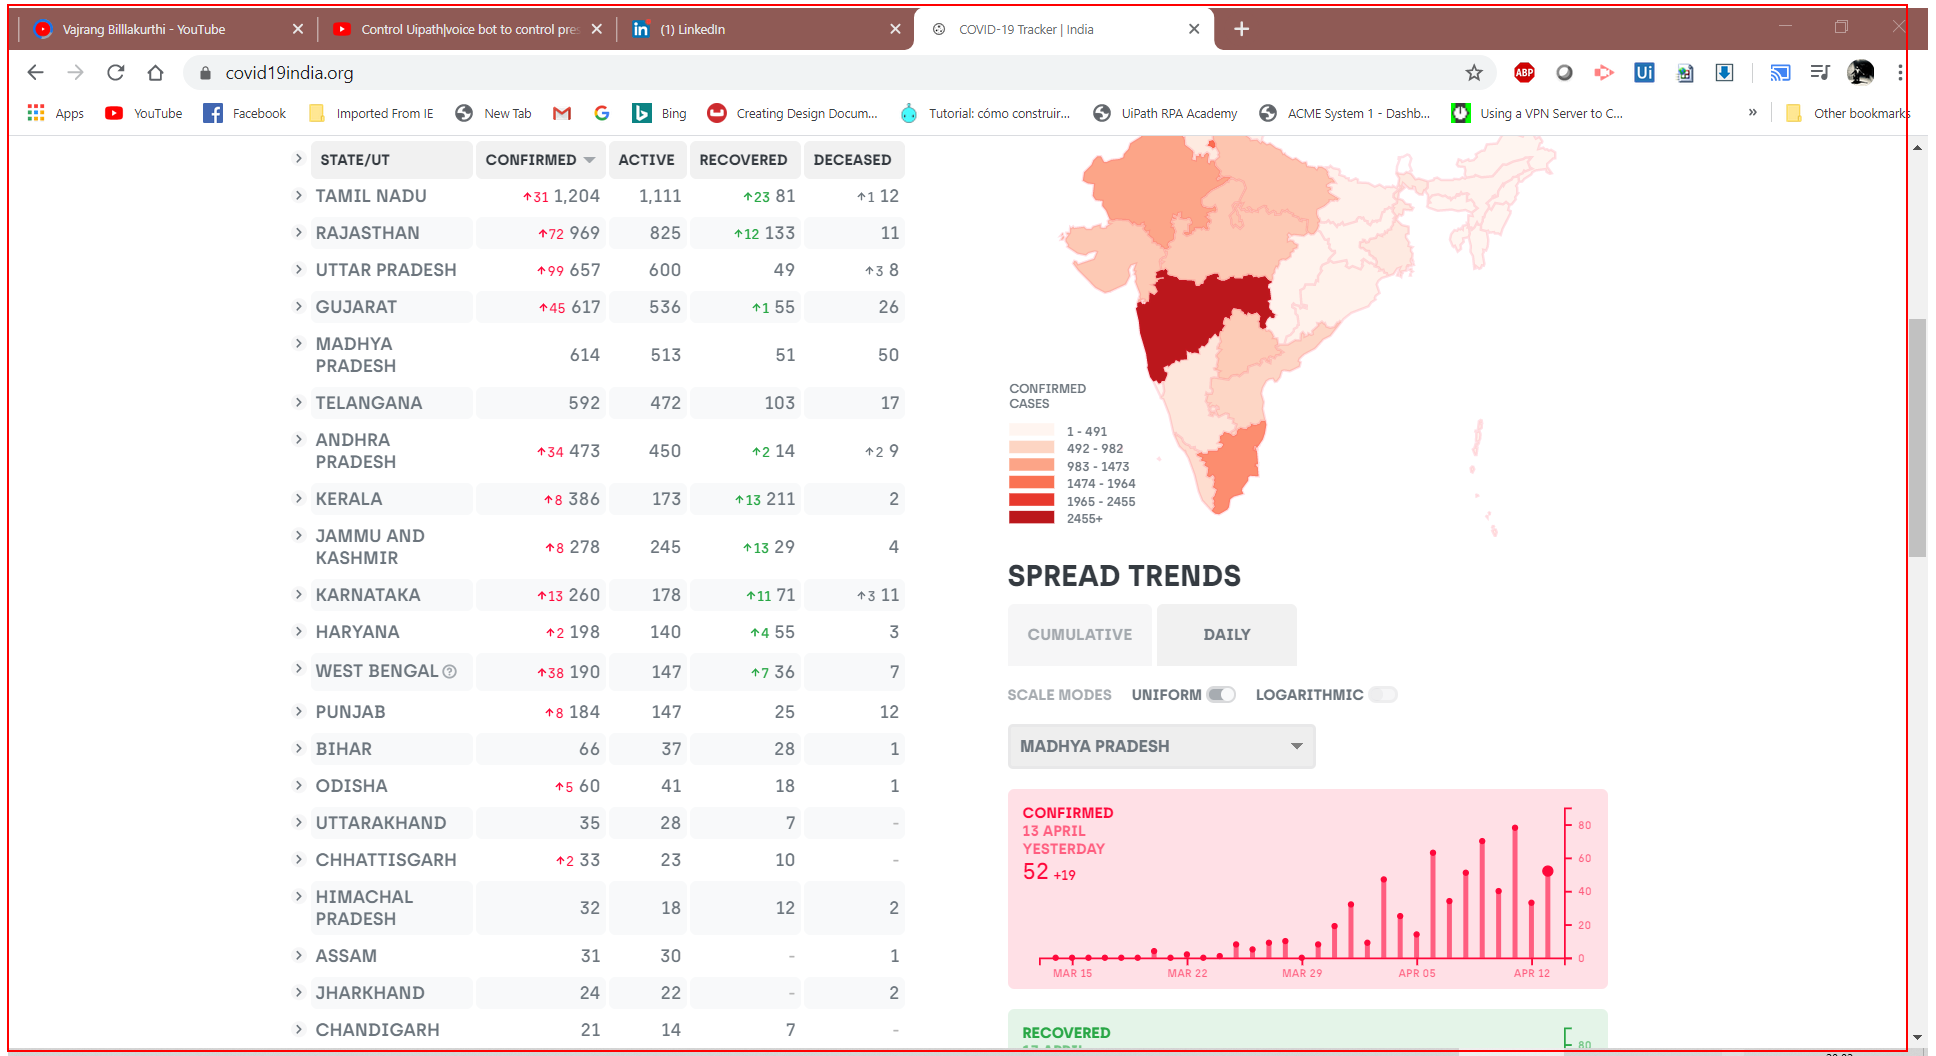 Vajrang Billlakurthi - YouTube
Control Uipath|voice bot to control pres
(1) LinkedIn
COVID-19 Tracker | India
covid19india.org
ABP
Ui
Apps
YouTube
Facebook
Imported From IE
New Tab
Bing
Creating Design Docum...
Tutorial: cómo construir...
UiPath RPA Academy
ACME System 1 - Dashb...
Using a VPN Server to C...
»
Other bookmarks
STATE/UT CONFIRMED ACTIVE RECOVERED DECEASED
TAMIL NADU ↑31 1,204 1,111 ↑23 81 ↑1 12
RAJASTHAN ↑72 969 825 ↑12 133 11
UTTAR PRADESH ↑99 657 600 49 ↑3 8
GUJARAT ↑45 617 536 ↑1 55 26
MADHYA
PRADESH 614 513 51 50
TELANGANA 592 472 103 17
ANDHRA
PRADESH ↑34 473 450 ↑2 14 ↑2 9
KERALA ↑8 386 173 ↑13 211 2
JAMMU AND
KASHMIR ↑8 278 245 ↑13 29 4
KARNATAKA ↑13 260 178 ↑11 71 ↑3 11
HARYANA ↑2 198 140 ↑4 55 3
WEST BENGAL ? ↑38 190 147 ↑7 36 7
PUNJAB ↑8 184 147 25 12
BIHAR 66 37 28 1
ODISHA ↑5 60 41 18 1
UTTARAKHAND 35 28 7 -
CHHATTISGARH ↑2 33 23 10 -
HIMACHAL
PRADESH 32 18 12 2
ASSAM 31 30 - 1
JHARKHAND 24 22 - 2
CHANDIGARH 21 14 7 -
CONFIRMED
CASES
1 - 491
492 - 982
983 - 1473
1474 - 1964
1965 - 2455
2455+
SPREAD TRENDS
CUMULATIVE DAILY
SCALE MODES UNIFORM LOGARITHMIC
MADHYA PRADESH
CONFIRMED
13 APRIL
YESTERDAY
52 +19
80
60
40
20
0
MAR 15 MAR 22 MAR 29 APR 05 APR 12
RECOVERED
80